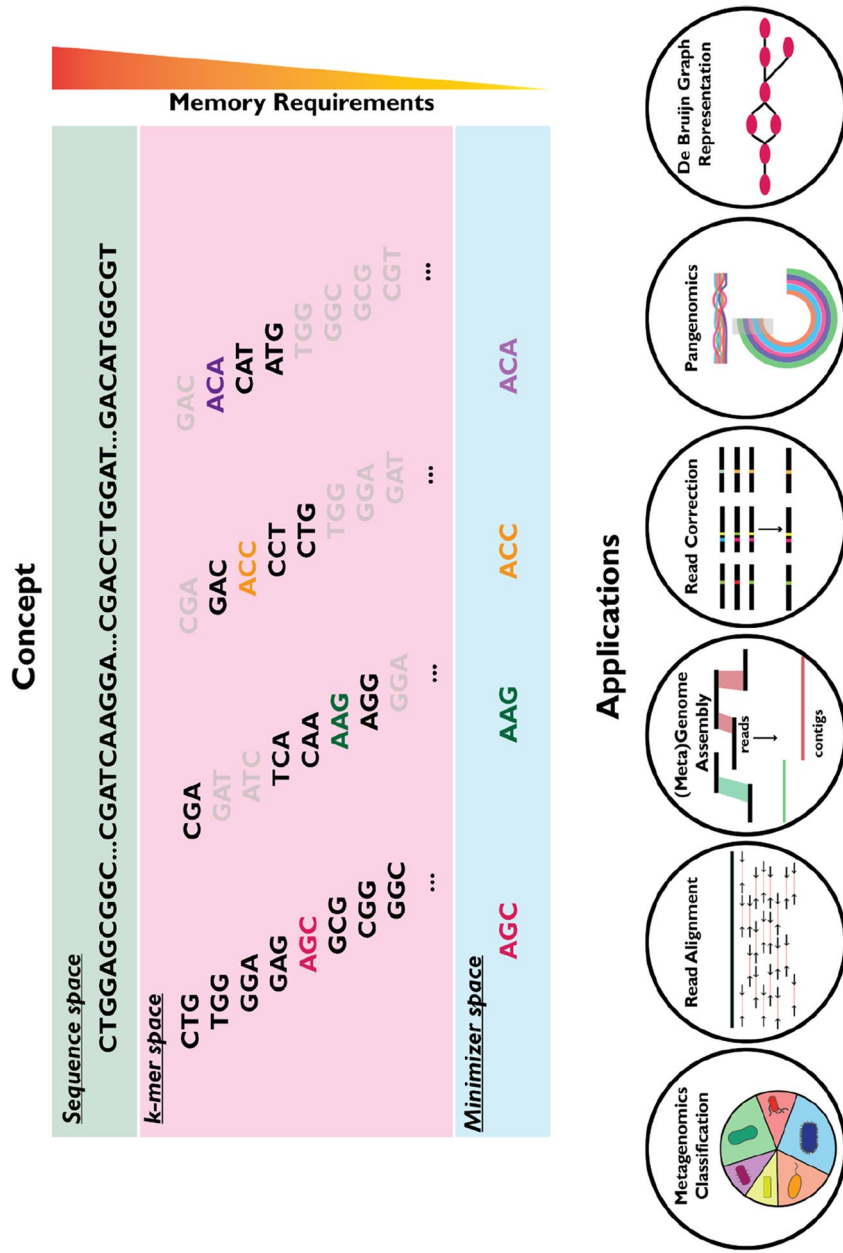 Concept
Sequence space
CTGGAGCGGC...CGATCAAGGA...CGACCTGGAT...GACATGGCGT
k-mer space
CTG
TGG
GGA
GAG
AGC
GCG
CGG
GGC
...
CGA
GAT
ATC
TCA
CAA
AAG
AGG
GGA
...
CGA
GAC
ACC
CCT
CTG
TGG
GGA
GAT
...
GAC
ACA
CAT
ATG
TGG
GGC
GCG
CGT
...
Minimizer space
AGC AAG ACC ACA
Memory Requirements
Applications
Metagenomics
Classification
Read Alignment
(Meta)Genome
Assembly
reads
contigs
Read Correction
Pangenomics
De Bruijn Graph
Representation